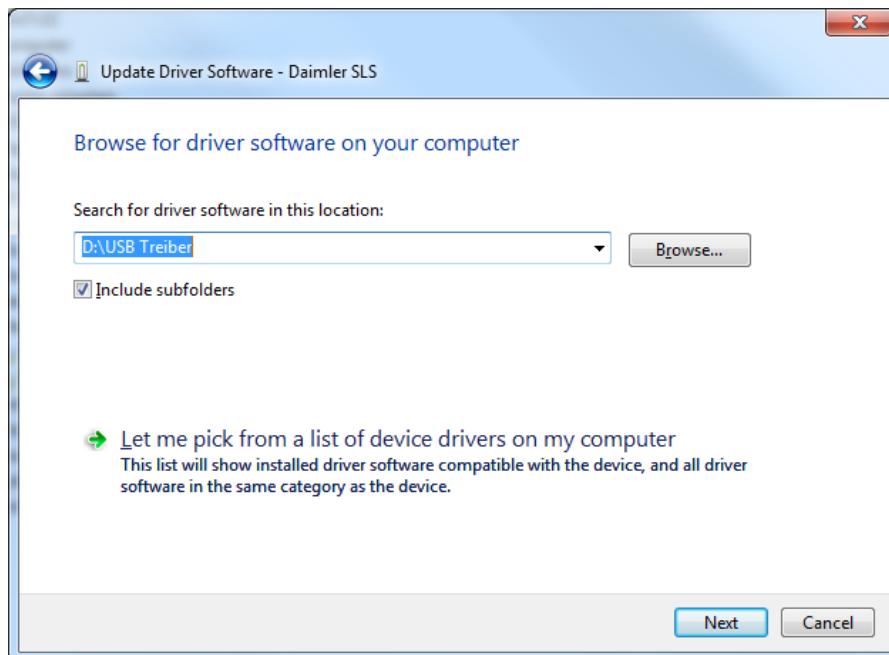 Update Driver Software - Daimler SLS
Browse for driver software on your computer
Search for driver software in this location:
D:\USB Treiber
Browse...
Include subfolders
Let me pick from a list of device drivers on my computer
This list will show installed driver software compatible with the device, and all driver
software in the same category as the device.
Next
Cancel